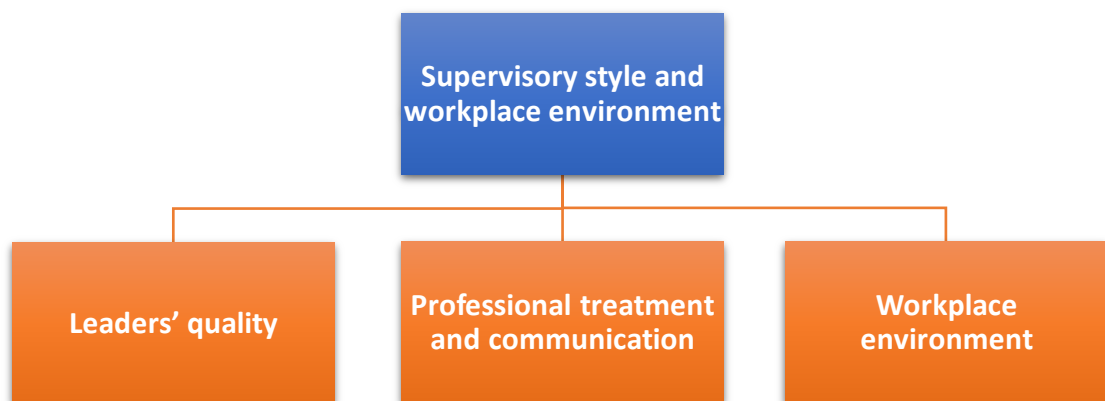 Supervisory style and
workplace environment
Leaders’ quality
Professional treatment
and communication
Workplace
environment